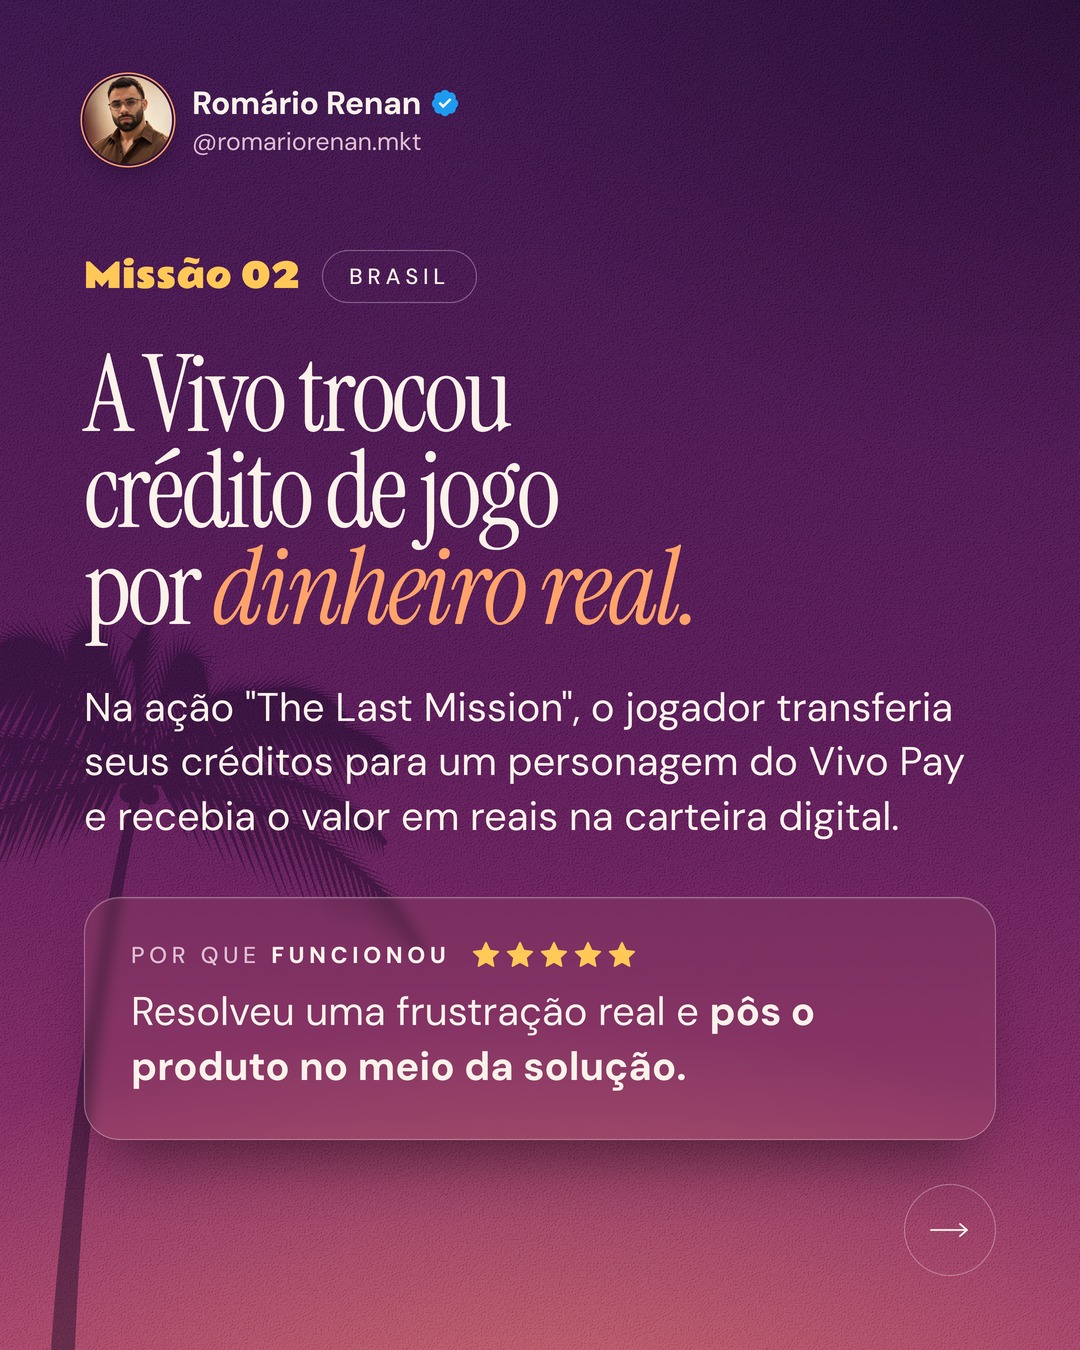 Romário Renan
@romariorenan.mkt
Missão 02
BRASIL
A Vivo trocou
crédito de jogo
por dinheiro real.
Na ação "The Last Mission", o jogador transferia
seus créditos para um personagem do Vivo Pay
e recebia o valor em reais na carteira digital.
POR QUE FUNCIONOU
Resolveu uma frustração real e pôs o
produto no meio da solução.